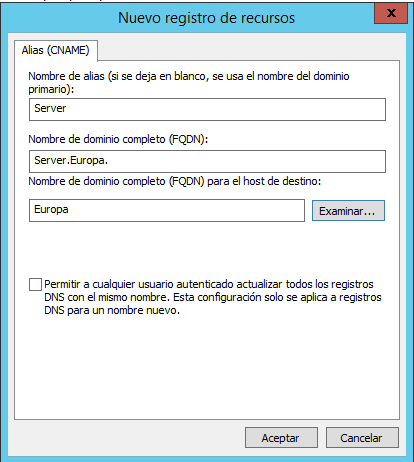 Nuevo registro de recursos
x
Alias (CNAME)
Nombre de alias (si se deja en blanco, se usa el nombre del dominio
primario):
Server
Nombre de dominio completo (FQDN):
Server.Europa.
Nombre de dominio completo (FQDN) para el host de destino:
Europa
Examinar...
Permitir a cualquier usuario autenticado actualizar todos los registros
DNS con el mismo nombre. Esta configuración solo se aplica a registros
DNS para un nombre nuevo.
Aceptar
Cancelar